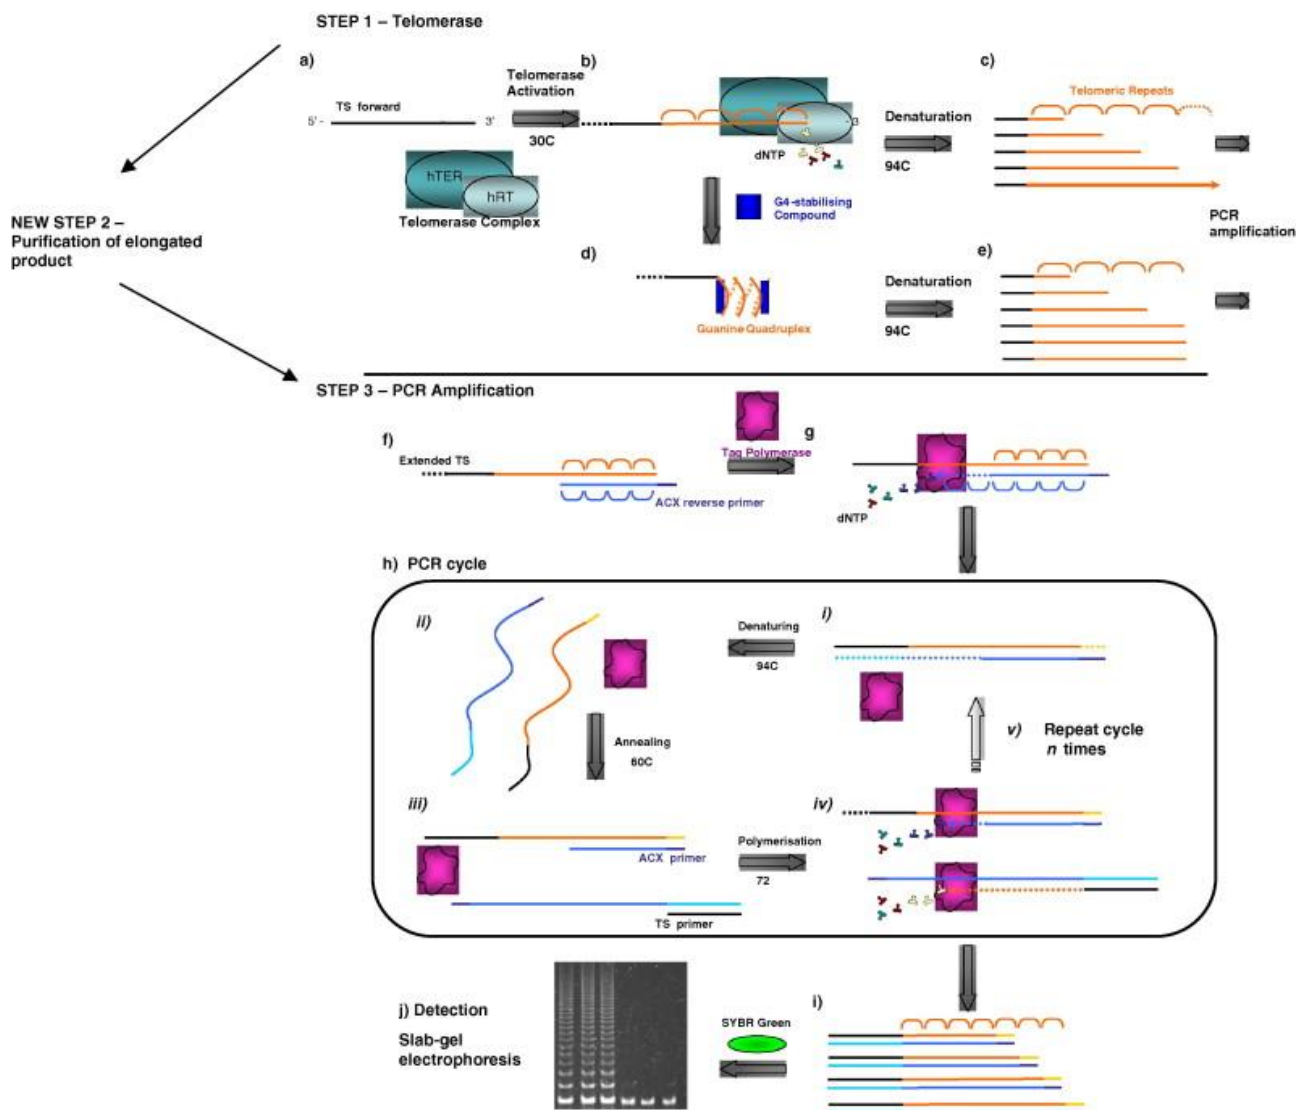 STEP 1 – Telomerase
a)
b)
c)
Telomerase
Activation
30C
5' -
TS forward
3'
-3
dNTP
Denaturation
94C
Telomeric Repeats
hTER
hRT
Telomerase Complex
G4-stabilising
Compound
PCR
amplification
NEW STEP 2 –
Purification of elongated
product
d)
Guanine Quadruplex
Denaturation
94C
e)
STEP 3 – PCR Amplification
f)
Extended TS
ACX reverse primer
Taq Polymerase
g
dNTP
h) PCR cycle
ii)
Denaturing
94C
i)
Annealing
60C
v) Repeat cycle
n times
iii)
ACX primer
TS primer
Polymerisation
72
iv)
j) Detection
Slab-gel
electrophoresis
SYBR Green
i)